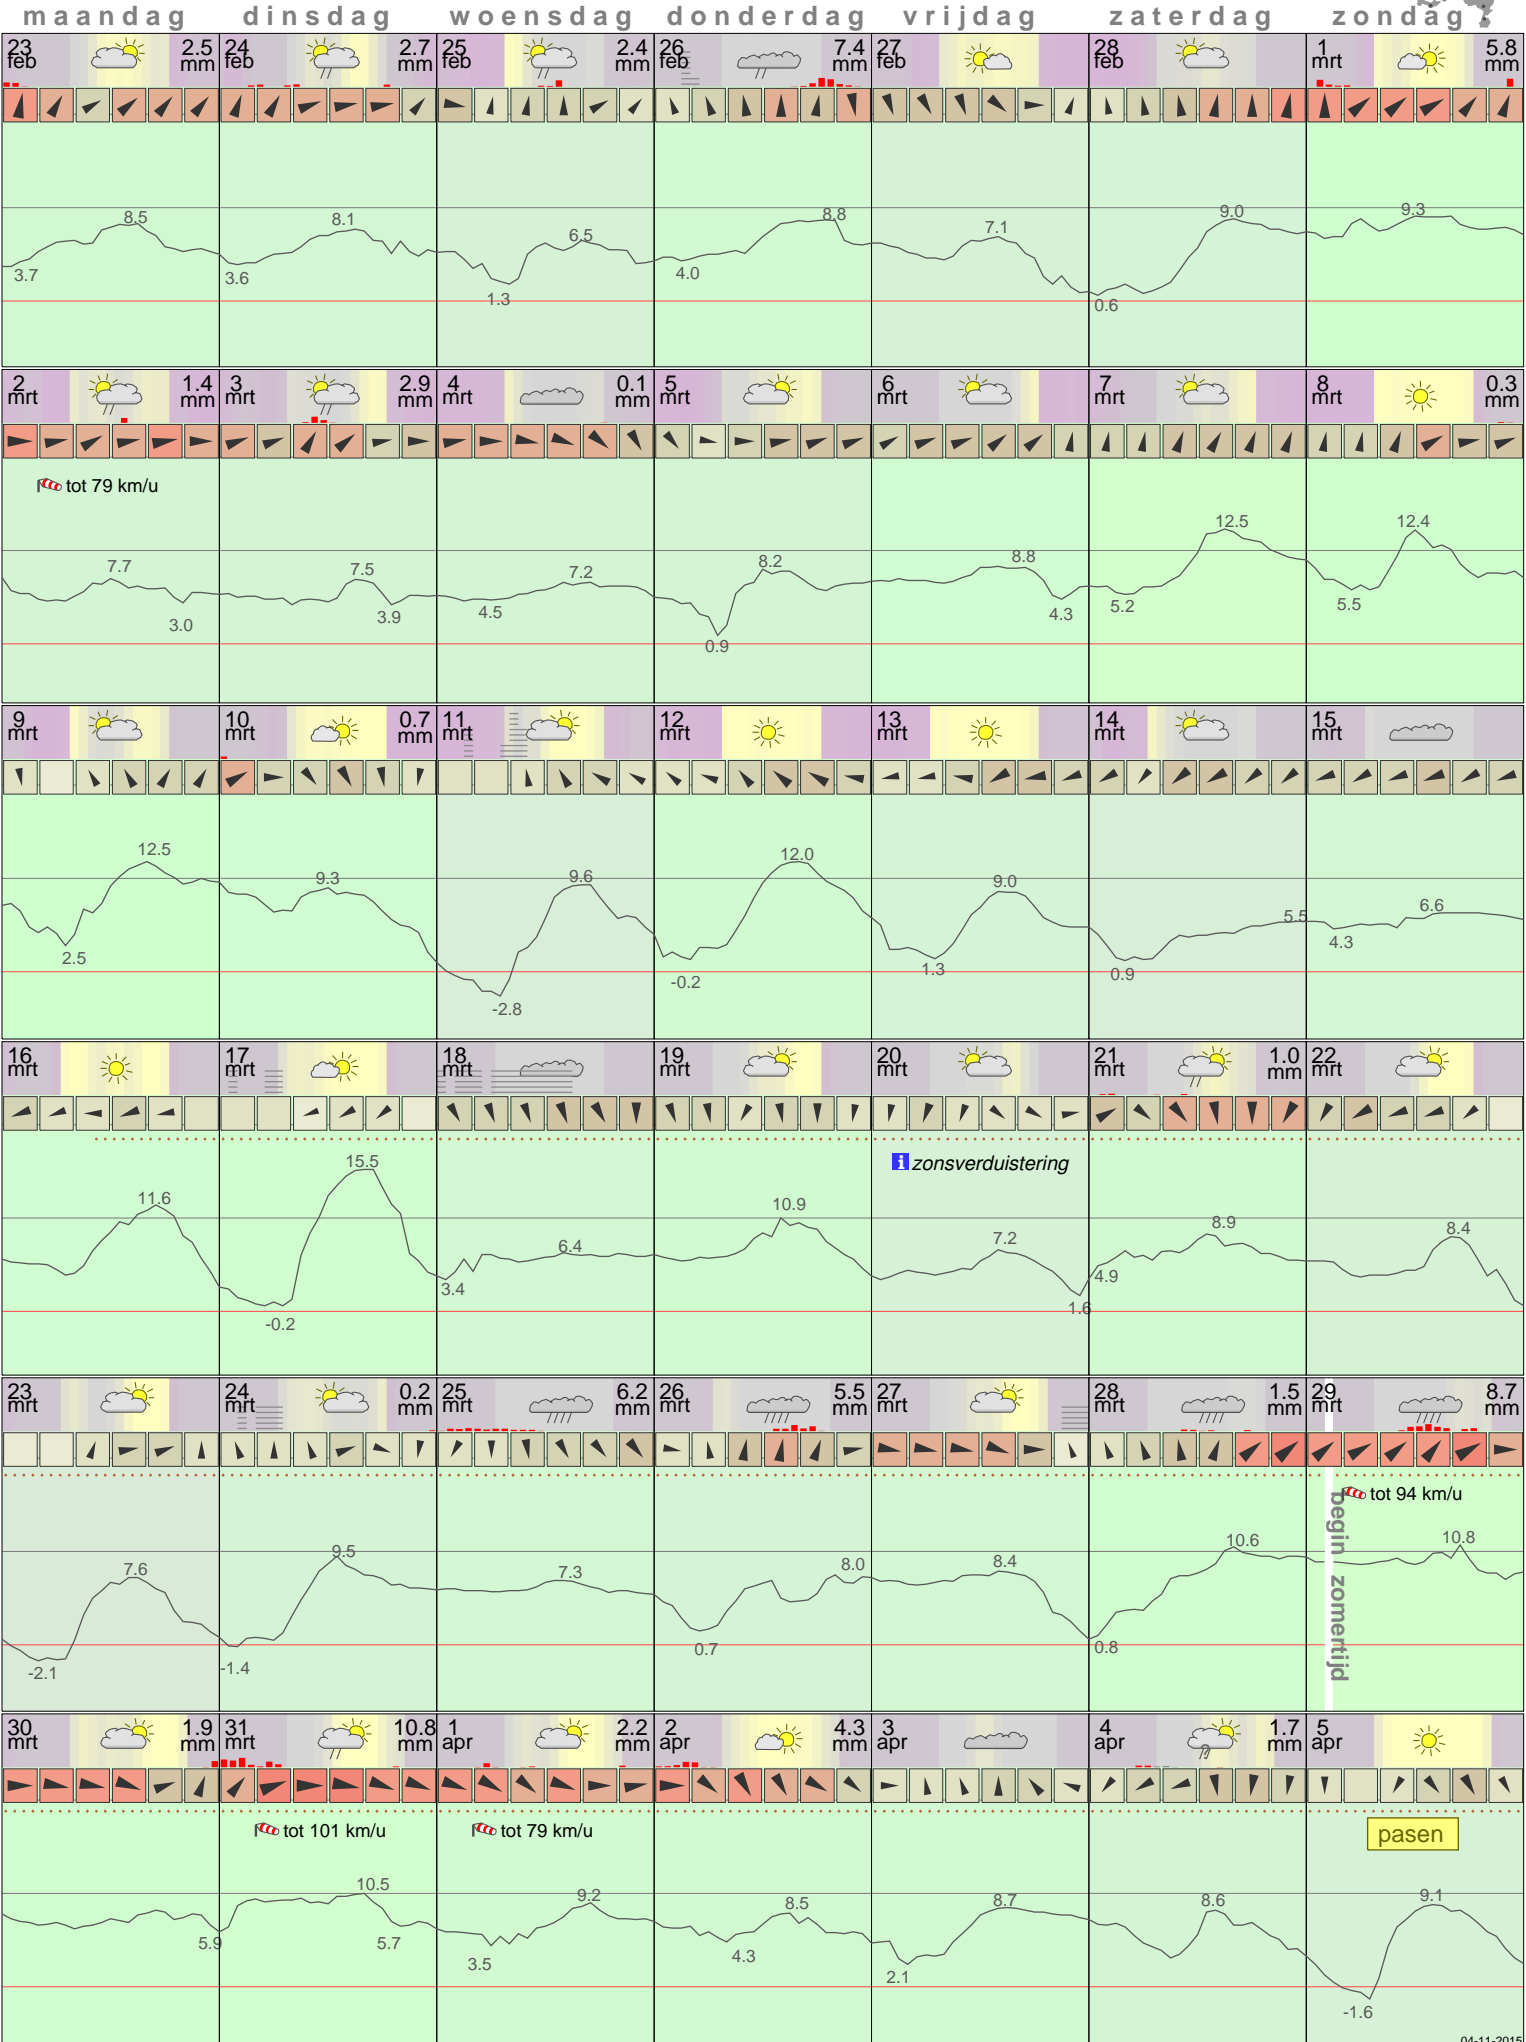 maandag dinsdag woensdag donderdag vrijdag zaterdag zondag
23 feb 2.5 mm 24 feb 2.7 mm 25 feb 2.4 mm 26 feb 7.4 mm 27 feb 28 feb 1 mrt 5.8 mm
8.5 8.1 6.5 8.8 7.1 9.0 9.3
3.7 3.6 1.3 4.0 0.6
2 mrt 1.4 mm 3 mrt 2.9 mm 4 mrt 0.1 mm 5 mrt 6 mrt 7 mrt 8 mrt 0.3 mm
tot 79 km/u
7.7 7.5 7.2 8.2 8.8 12.5 12.4
3.0 3.9 4.5 0.9 4.3 5.2 5.5
9 mrt 10 mrt 0.7 mm 11 mrt 12 mrt 13 mrt 14 mrt 15 mrt
12.5 9.3 9.6 12.0 9.0 5.5 6.6
2.5 -2.8 -0.2 1.3 0.9 4.3
16 mrt 17 mrt 18 mrt 19 mrt 20 mrt 21 mrt 1.0 mm 22 mrt
i zonsverduistering
11.6 15.5 6.4 10.9 7.2 8.9 8.4
-0.2 3.4 1.6 4.9
23 mrt 24 mrt 0.2 mm 25 mrt 6.2 mm 26 mrt 5.5 mm 27 mrt 28 mrt 1.5 mm 29 mrt 8.7 mm
tot 94 km/u
begin zomertijd
7.6 9.5 7.3 8.0 8.4 10.6 10.8
-2.1 -1.4 0.7 0.8
30 mrt 1.9 mm 31 mrt 10.8 mm 1 apr 2.2 mm 2 apr 4.3 mm 3 apr 4 apr ? 1.7 mm 5 apr
tot 101 km/u tot 79 km/u pasen
10.5 9.2 8.5 8.7 8.6 9.1
5.9 5.7 3.5 4.3 2.1 -1.6
04-11-2015